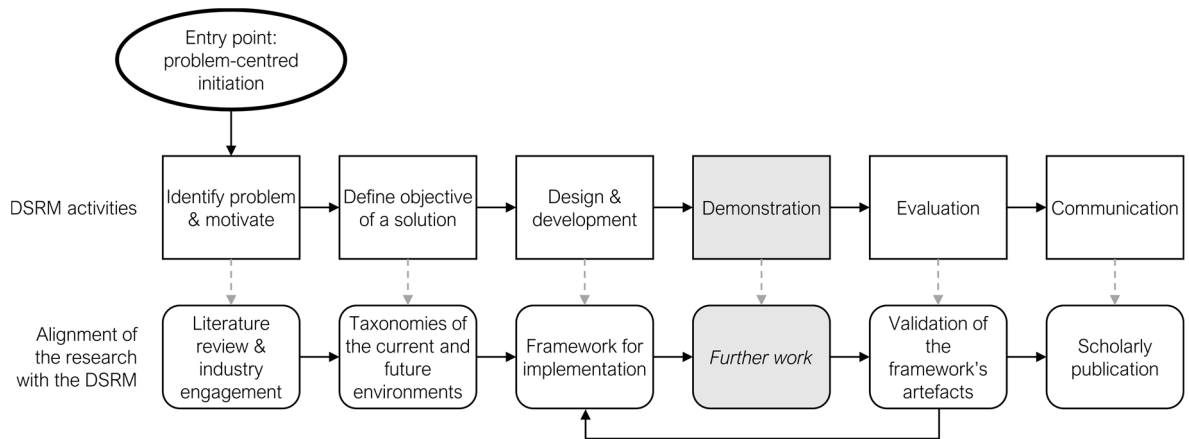 Entry point:
problem-centred
initiation
DSRM activities
Identify problem
& motivate
Define objective
of a solution
Design &
development
Demonstration
Evaluation
Communication
Alignment of
the research
with the DSRM
Literature
review &
industry
engagement
Taxonomies of
the current and
future
environments
Framework for
implementation
Further work
Validation of
the
framework's
artefacts
Scholarly
publication